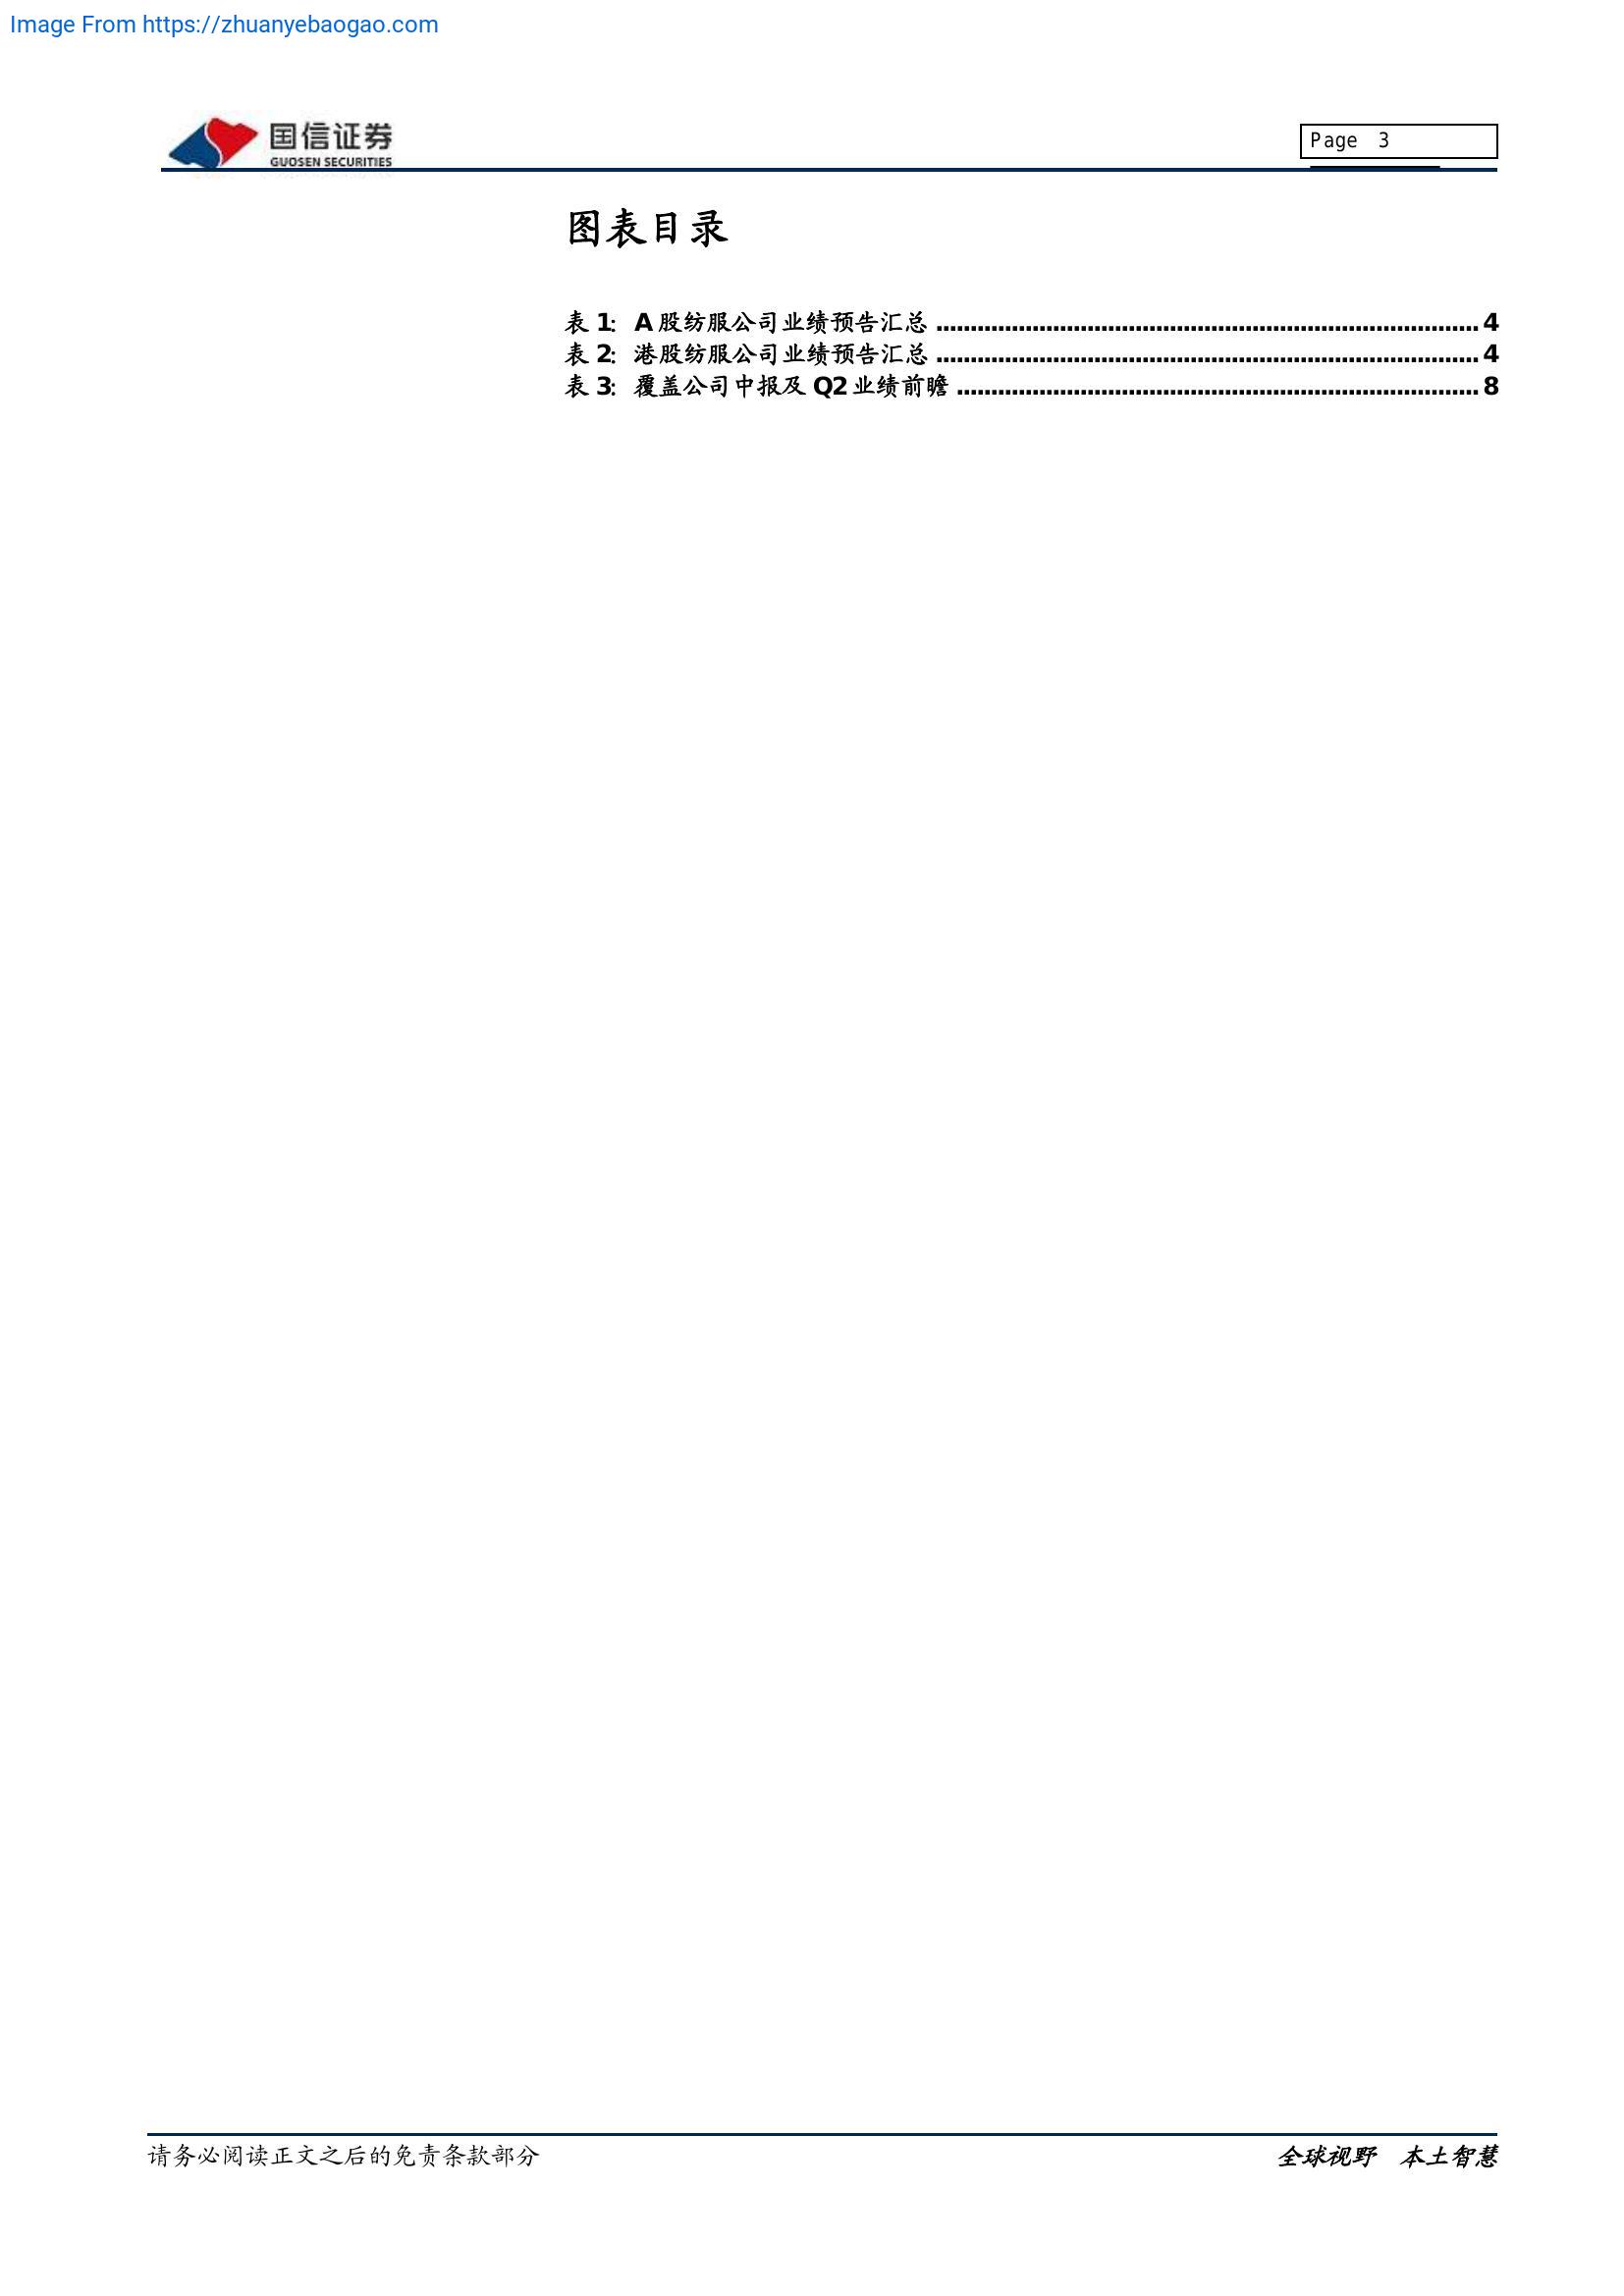 Image From https://zhuanyebaogao.com
国信证券
GUOSEN SECURITIES
Page 3
图表目录
表 1: A 股纺服公司业绩预告汇总 ................................................................................ 4
表 2: 港股纺服公司业绩预告汇总 ................................................................................ 4
表 3: 覆盖公司中报及 Q2 业绩前瞻 ............................................................................. 8
请务必阅读正文之后的免责条款部分
全球视野 本土智慧